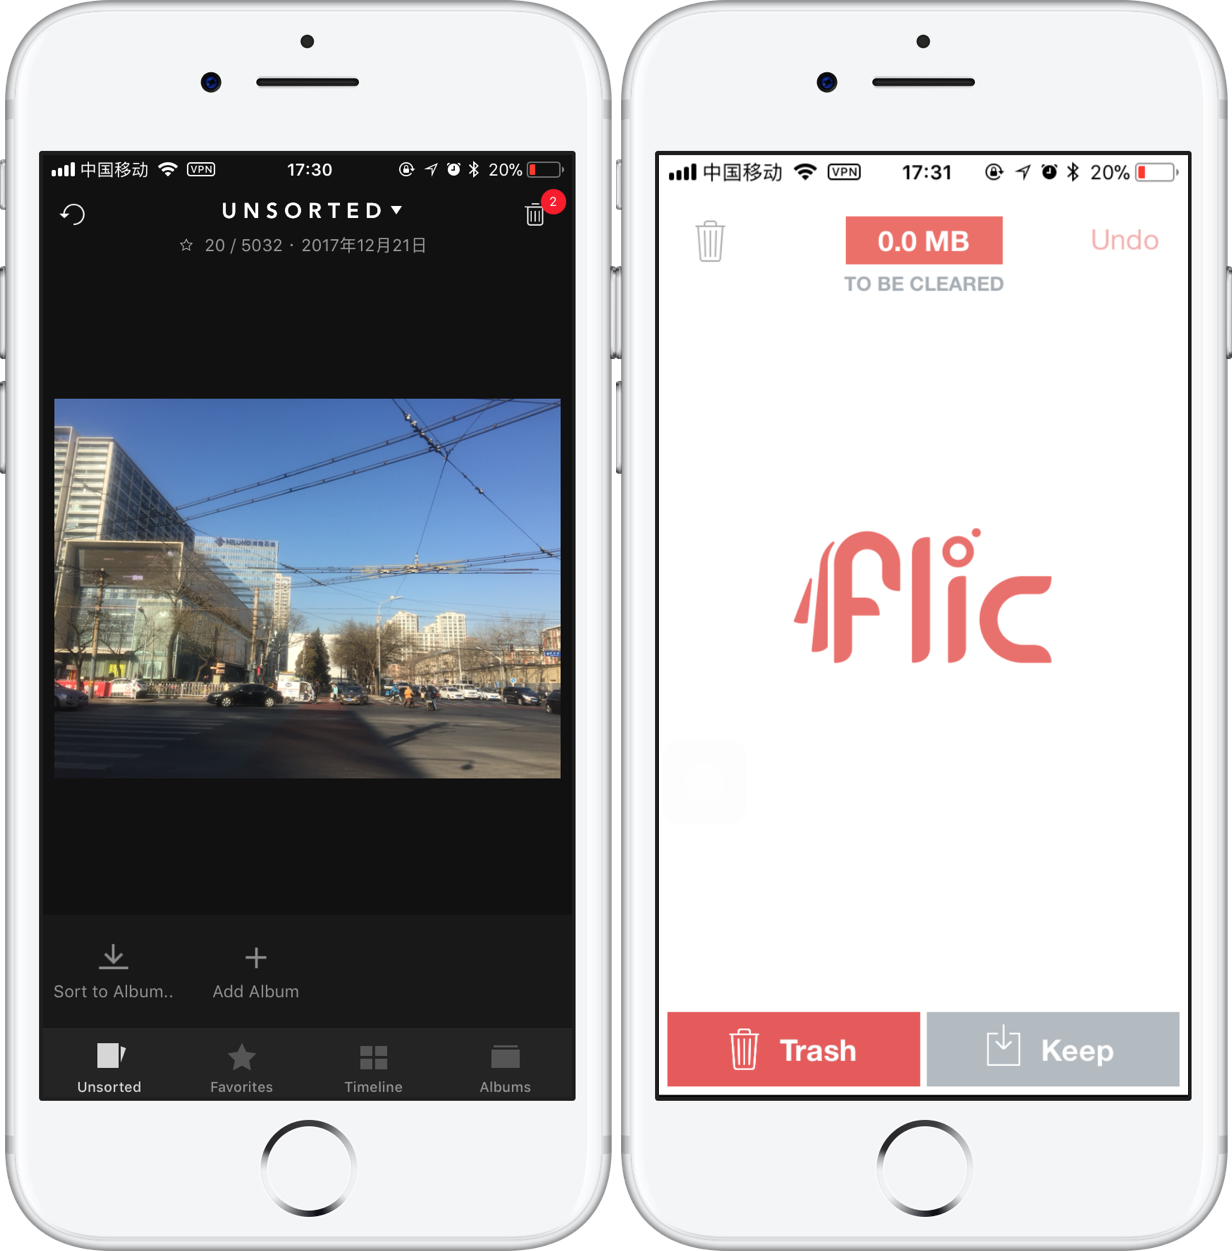 中国移动 VPN 17:30 20%
UNSORTED ▾ 2
20 / 5032 · 2017年12月21日
Sort to Album.. Add Album
Unsorted Favorites Timeline Albums
中国移动 VPN 17:31 20%
0.0 MB Undo
TO BE CLEARED
flic
Trash Keep